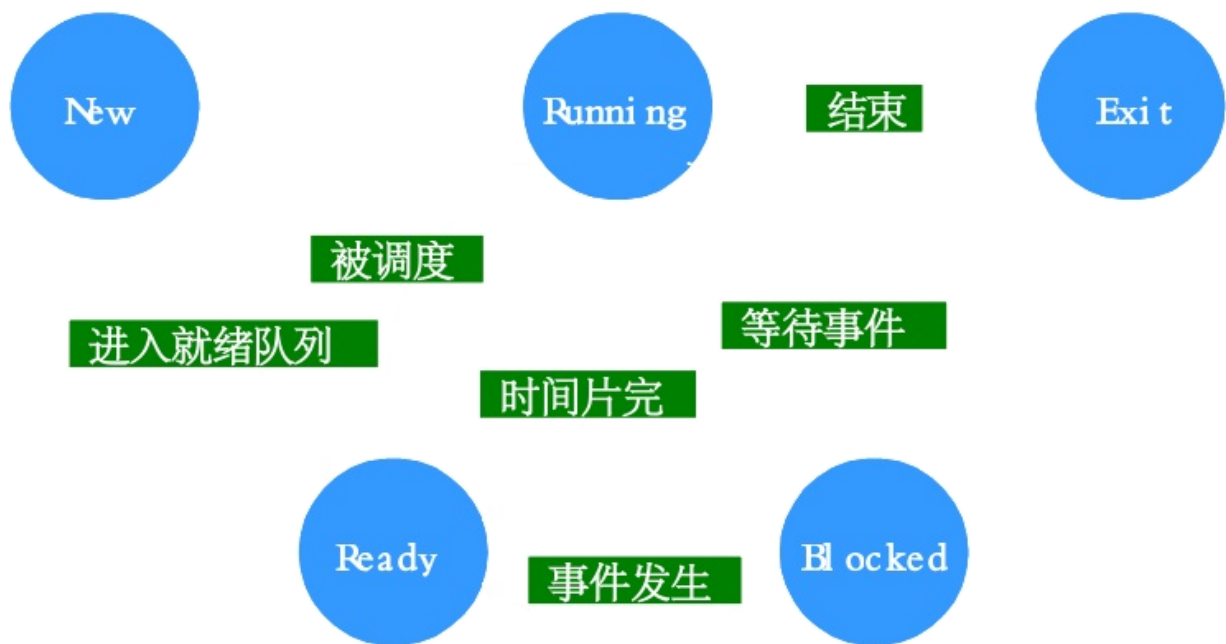 New
Running
结束
Exit
被调度
进入就绪队列
等待事件
时间片完
Ready
事件发生
Blocked